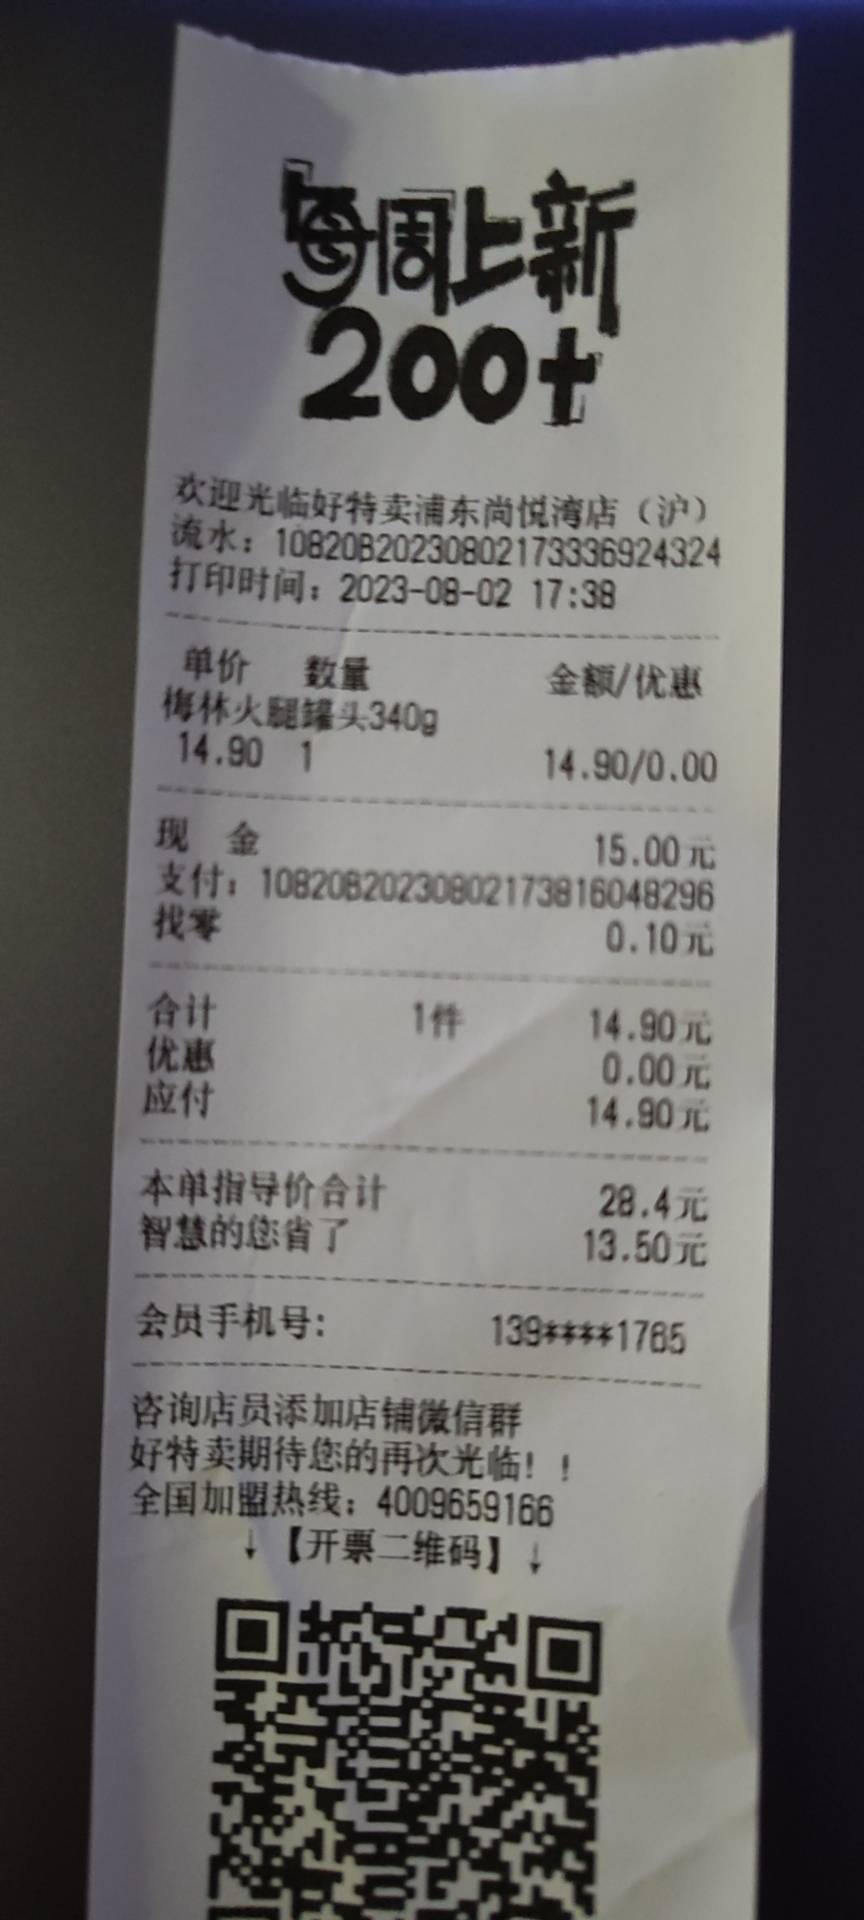 每周上新
200+
欢迎光临好特卖浦东尚悦湾店（沪）
流水：10820820230802173336924324
打印时间：2023-08-02 17:38
单价 数量 金额/优惠
梅林火腿罐头340g
14.90 1 14.90/0.00
现 金 15.00元
支付：10820820230802173816048296
找零 0.10元
合计 1件 14.90元
优惠 0.00元
应付 14.90元
本单指导价合计 28.4元
智慧的您省了 13.50元
会员手机号: 139****1765
咨询店员添加店铺微信群
好特卖期待您的再次光临！！
全国加盟热线：4009659166
↓【开票二维码】↓